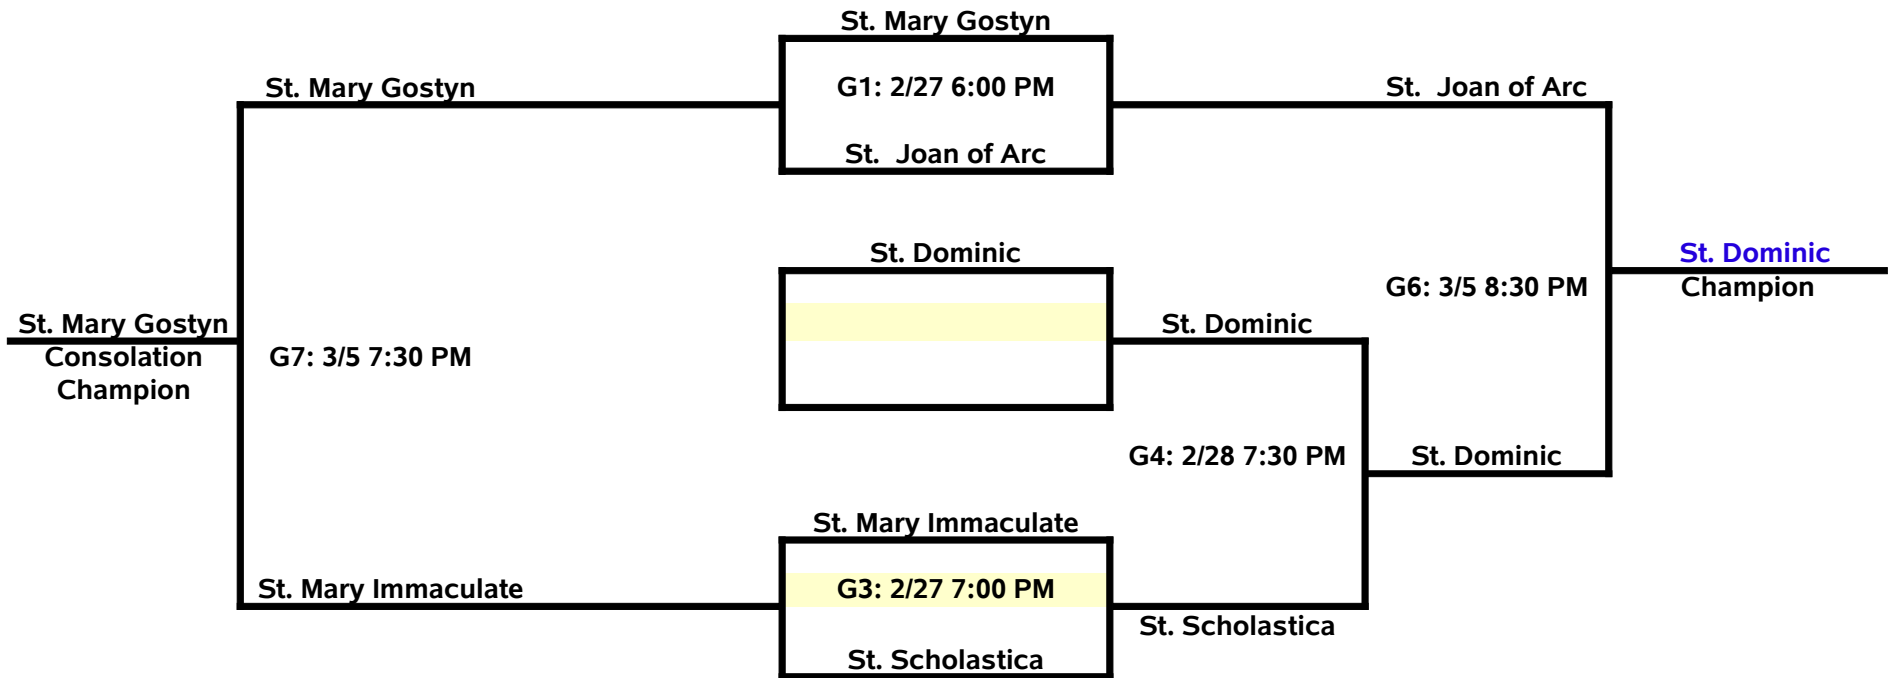 St. Mary Gostyn
St. Mary Gostyn
G1: 2/27 6:00 PM
St.  Joan of Arc
St.  Joan of Arc
St. Dominic
St. Dominic
G6: 3/5 8:30 PM
Champion
St. Mary Gostyn
St. Dominic
Consolation
Champion
G7: 3/5 7:30 PM
G4: 2/28 7:30 PM
St. Dominic
St. Mary Immaculate
St. Mary Immaculate
G3: 2/27 7:00 PM
St. Scholastica
St. Scholastica